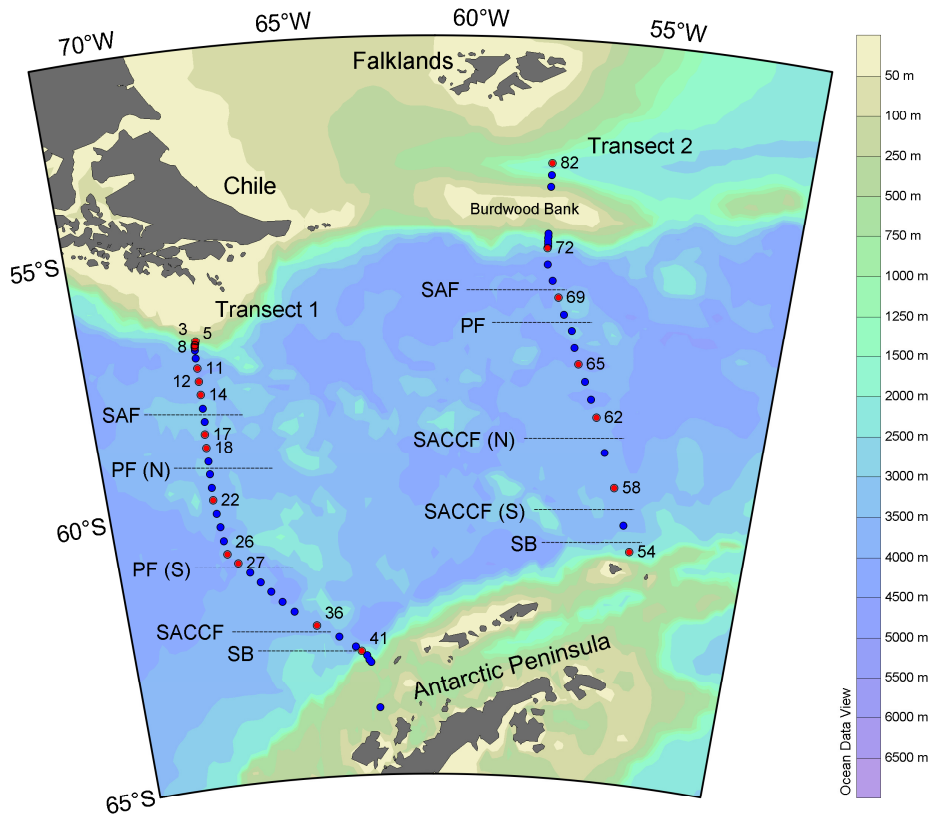 70°W
65°W
60°W
55°W
Falklands
50 m
100 m
250 m
500 m
750 m
1000 m
1250 m
1500 m
2000 m
2500 m
3000 m
3500 m
4000 m
4500 m
5000 m
5500 m
6000 m
6500 m
Ocean Data View
Transect 2
82
Chile
Burdwood Bank
72
55°S
SAF
69
Transect 1
PF
3 5
8
65
11
12
14
SAF
62
17
SACCF (N)
18
PF (N)
58
22
SACCF (S)
60°S
26
SB
54
27
PF (S)
36
SACCF
41
SB
Antarctic Peninsula
65°S